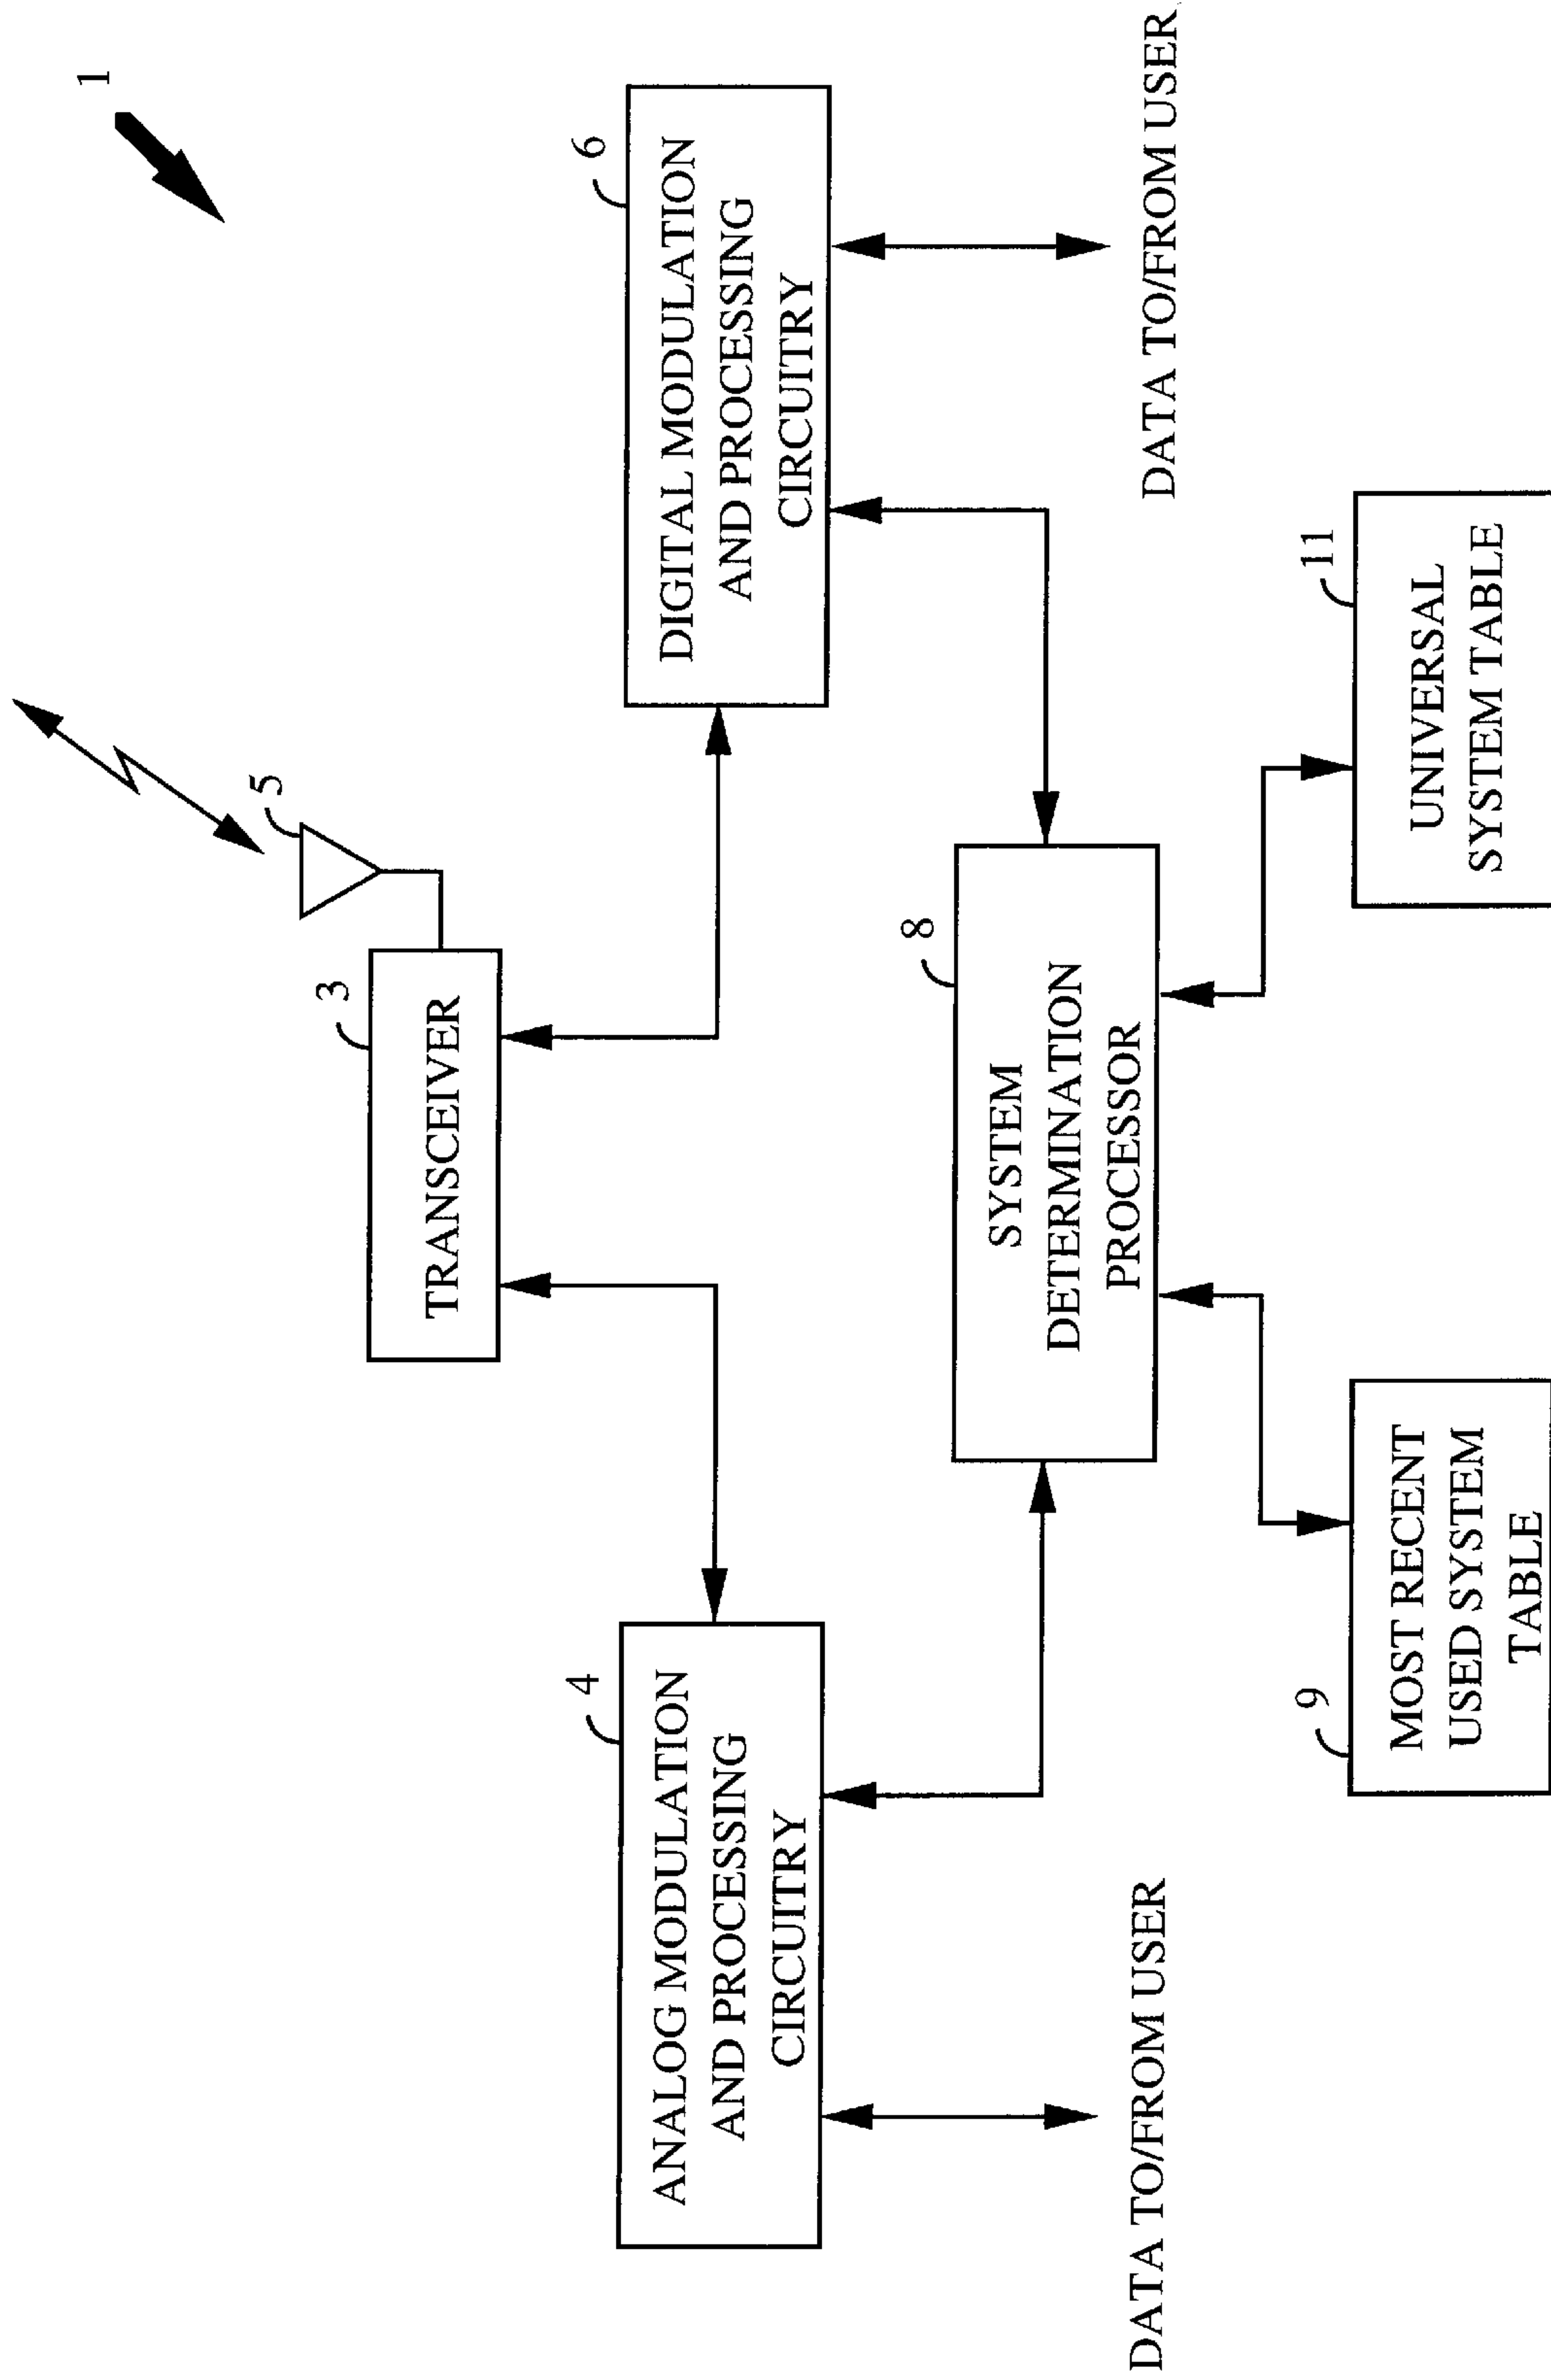 1
5
3
TRANSCEIVER
4
ANALOG MODULATION
AND PROCESSING
CIRCUITRY
6
DIGITAL MODULATION
AND PROCESSING
CIRCUITRY
8
SYSTEM
DETERMINATION
PROCESSOR
DATA TO/FROM USER
DATA TO/FROM USER
9
MOST RECENT
USED SYSTEM
TABLE
11
UNIVERSAL
SYSTEM TABLE